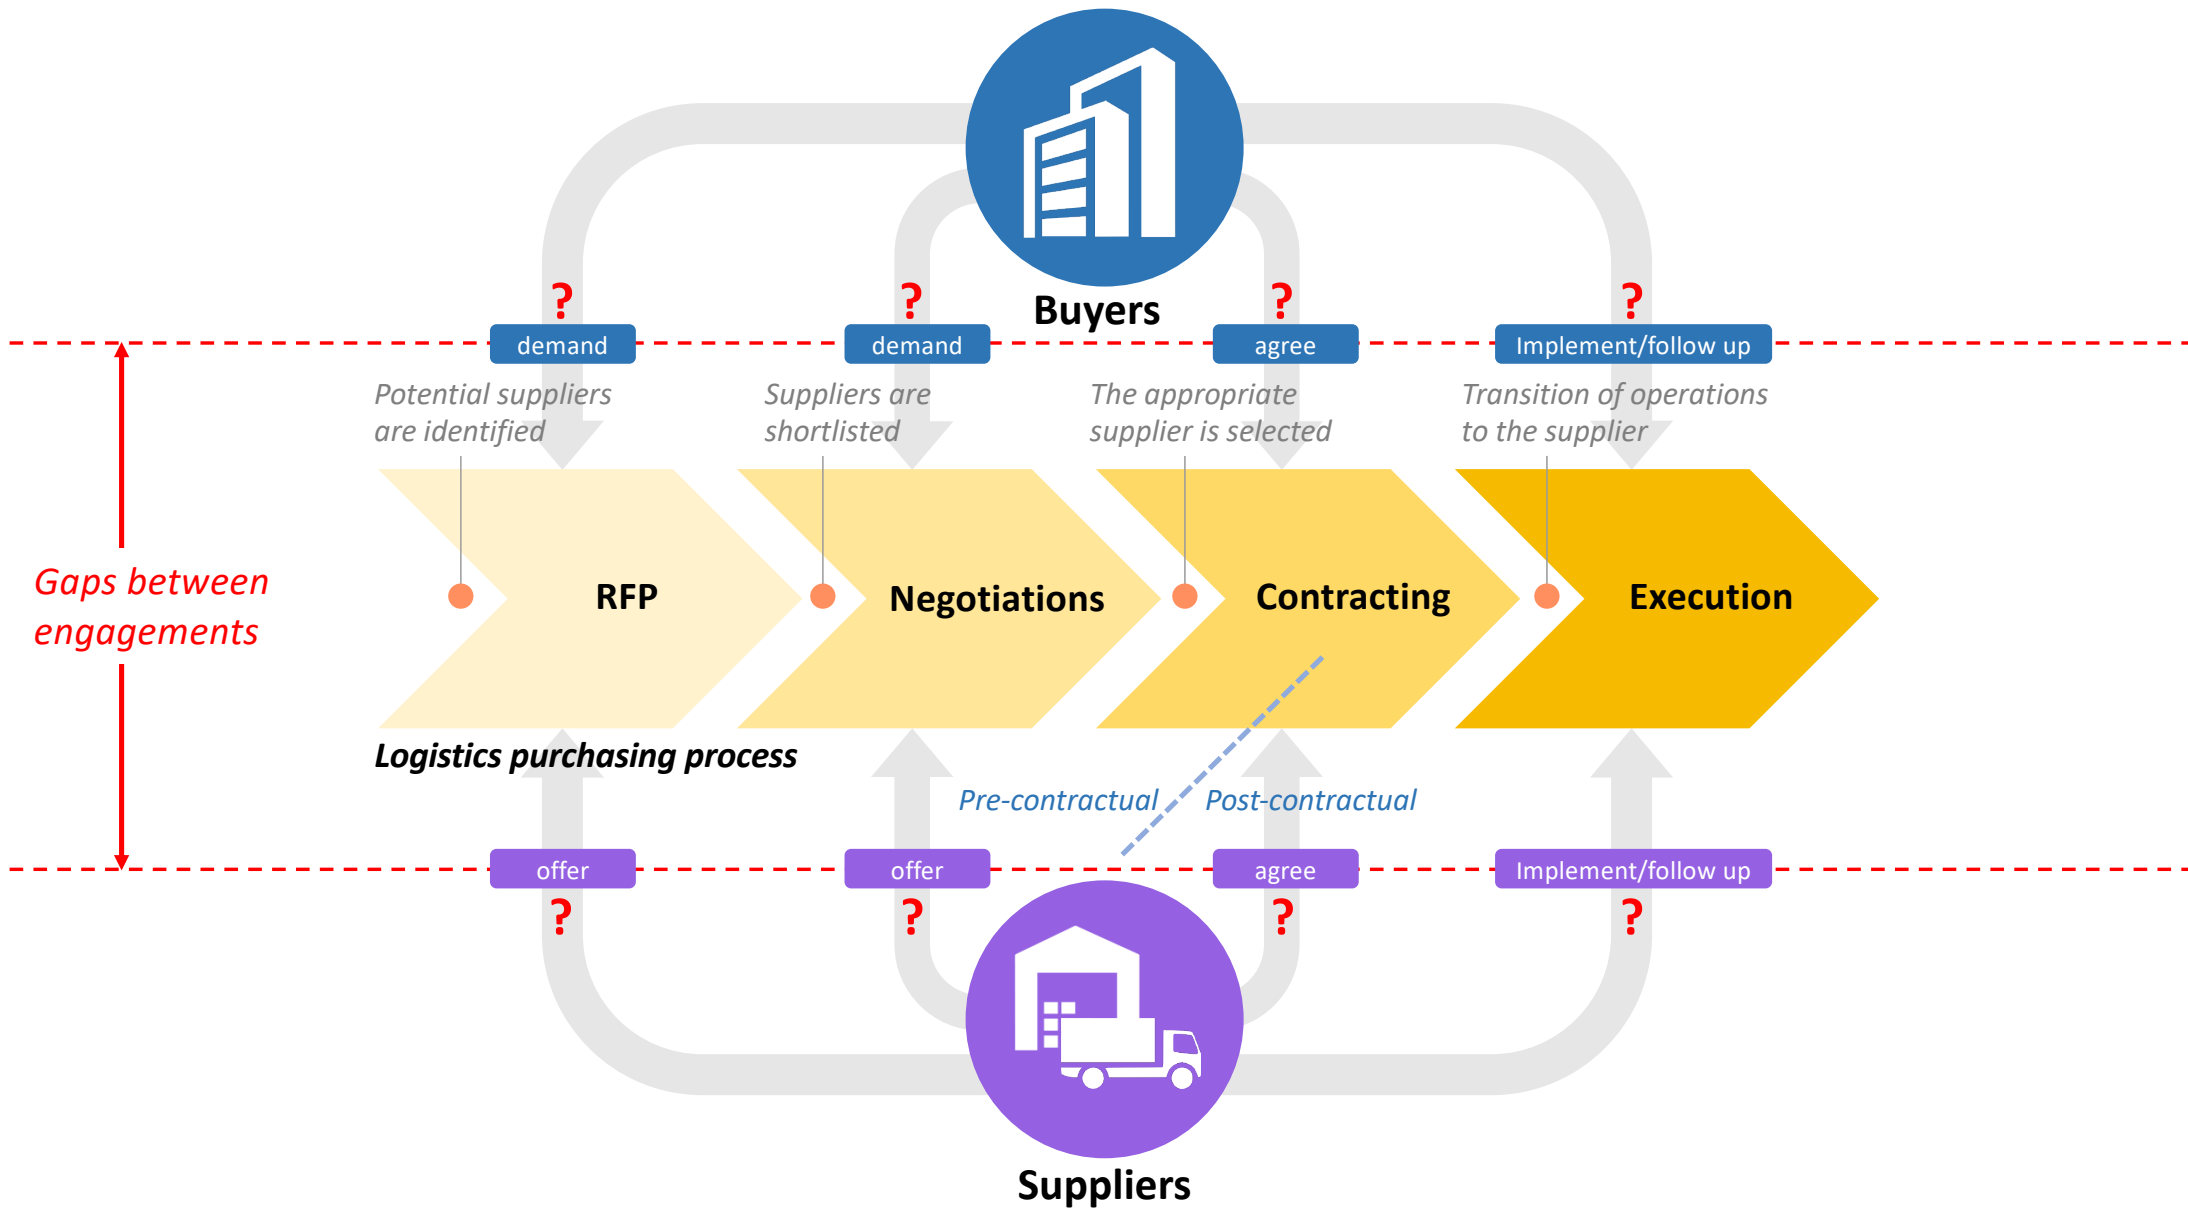 Buyers
? ? ? ?
demand demand agree Implement/follow up
Potential suppliers
are identified
Suppliers are
shortlisted
The appropriate
supplier is selected
Transition of operations
to the supplier
Gaps between
engagements
RFP
Negotiations
Contracting
Execution
Logistics purchasing process
Pre-contractual
Post-contractual
offer offer agree Implement/follow up
? ? ? ?
Suppliers